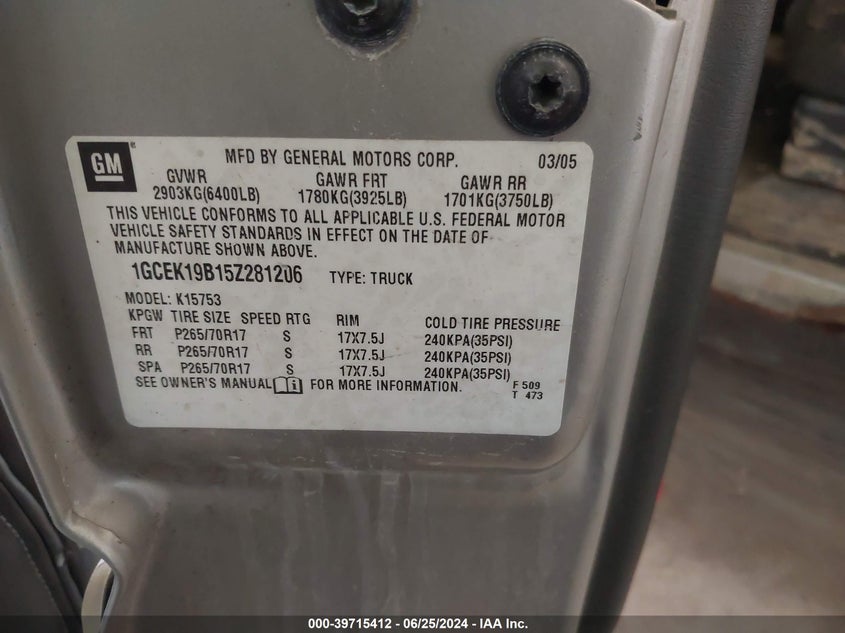 GM
MFD BY GENERAL MOTORS CORP. 03/05
GVWR GAWR FRT GAWR RR
2903KG(6400LB) 1780KG(3925LB) 1701KG(3750LB)
THIS VEHICLE CONFORMS TO ALL APPLICABLE U.S. FEDERAL MOTOR
VEHICLE SAFETY STANDARDS IN EFFECT ON THE DATE OF
MANUFACTURE SHOWN ABOVE.
1GCEK19B15Z281206 TYPE: TRUCK
MODEL: K15753
KPGW TIRE SIZE SPEED RTG RIM COLD TIRE PRESSURE
FRT P265/70R17 S 17X7.5J 240KPA(35PSI)
RR P265/70R17 S 17X7.5J 240KPA(35PSI)
SPA P265/70R17 S 17X7.5J 240KPA(35PSI)
SEE OWNER'S MANUAL i FOR MORE INFORMATION.
F 509
T 473
000-39715412 - 06/25/2024 - IAA Inc.